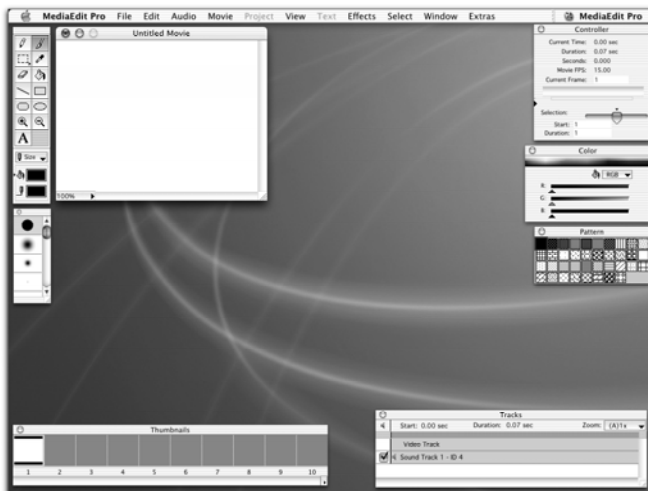 MediaEdit Pro File Edit Audio Movie Project View Text Effects Select Window Extras MediaEdit Pro
Untitled Movie
100%
A
Size
Controller
Current Time: 0.00 sec
Duration: 0.07 sec
Seconds: 0.000
Movie FPS: 15.00
Current Frame: 1
Selection:
Start: 1
Duration: 1
Color
RGB
R:
G:
B:
Pattern
Thumbnails
1 2 3 4 5 6 7 8 9 10
Tracks
Start: 0.00 sec Duration: 0.07 sec Zoom: (A)1x
Video Track
Sound Track 1 - ID 4